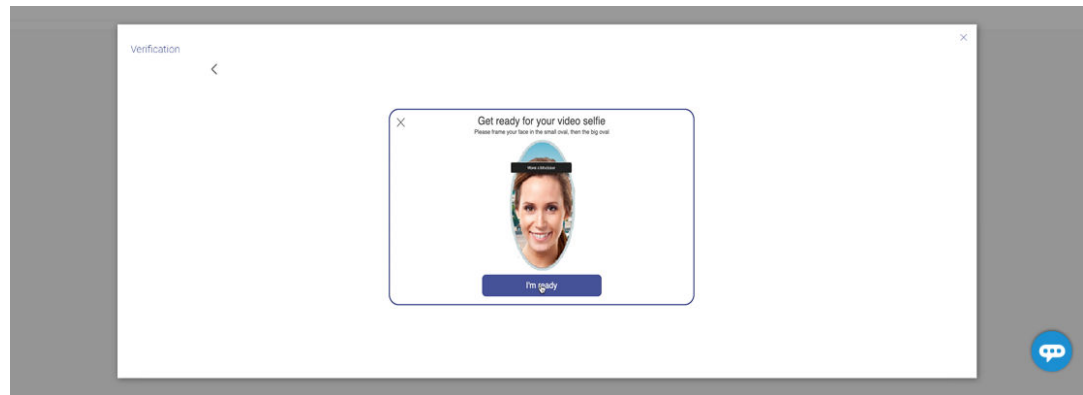 Verification
Get ready for your video selfie
Please frame your face in the small oval, then the big oval
I'm ready